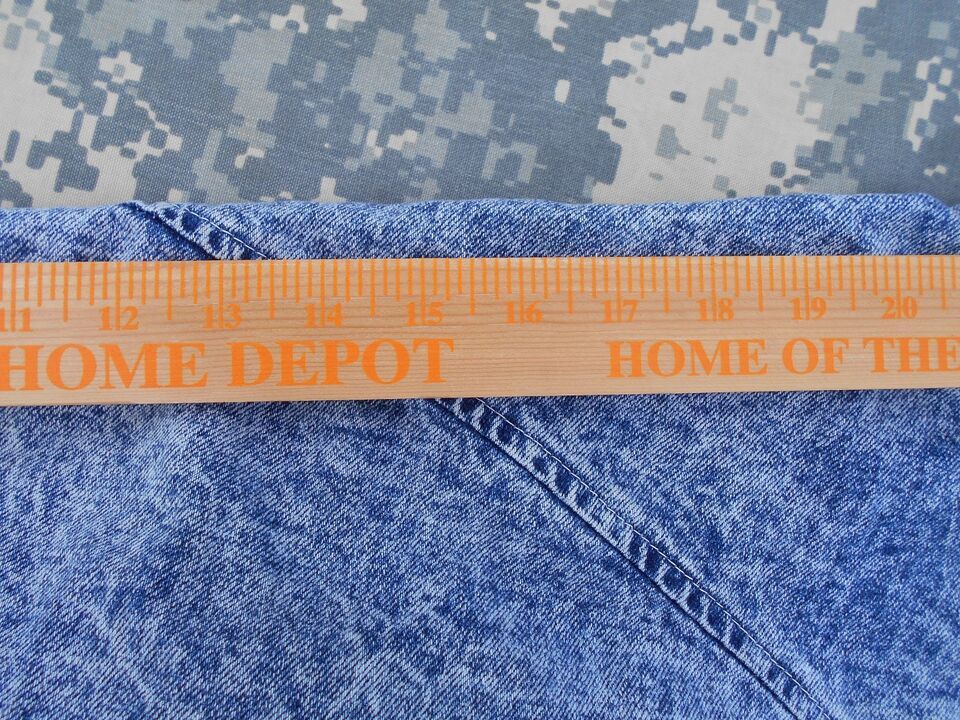 11 12 13 14 15 16 17 18 19 20
HOME DEPOT HOME OF THE